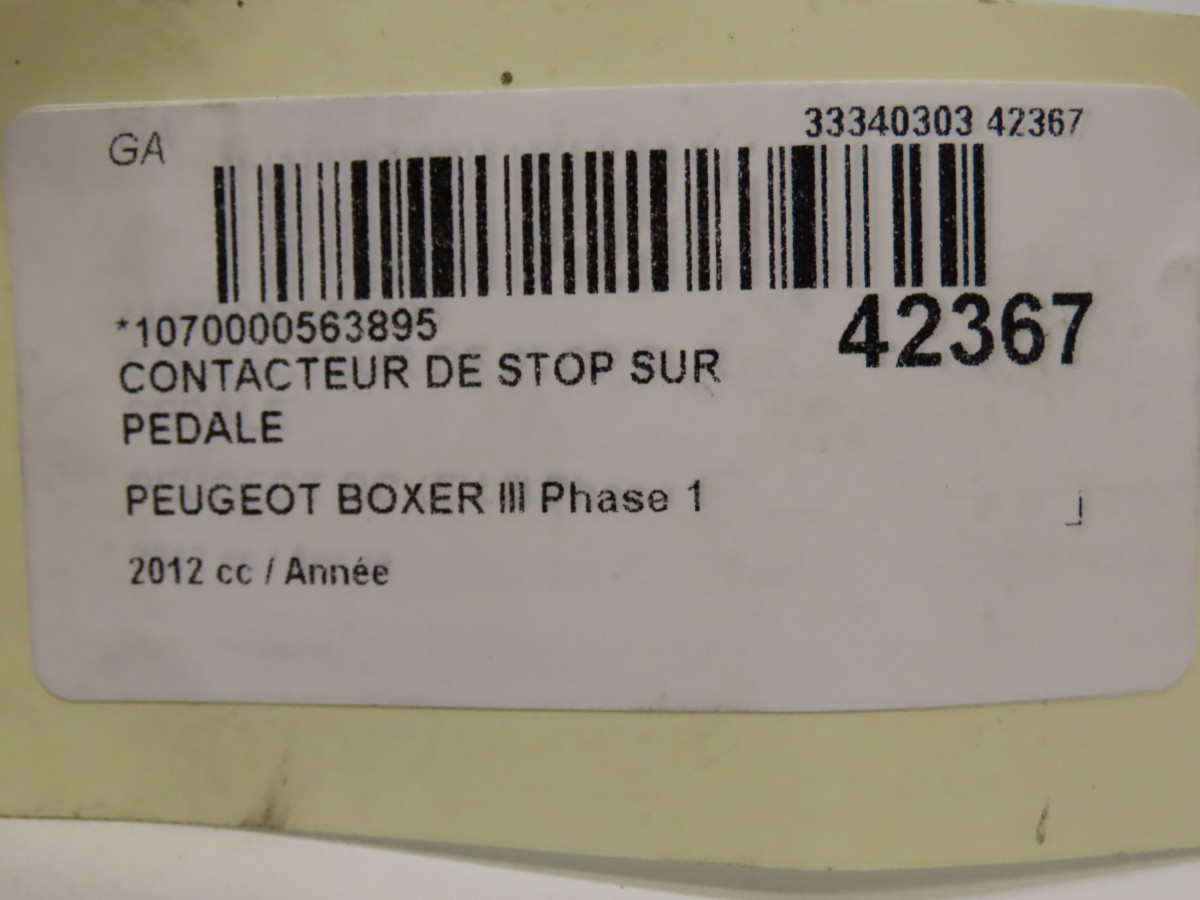 GA
33340303 42367
*1070000563895
42367
CONTACTEUR DE STOP SUR
PEDALE
PEUGEOT BOXER III Phase 1
2012 cc / Année